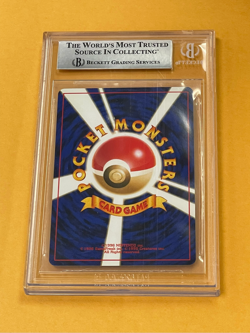 THE WORLD'S MOST TRUSTED
SOURCE IN COLLECTING
BECKETT GRADING SERVICES
POCKET MONSTERS
CARD GAME